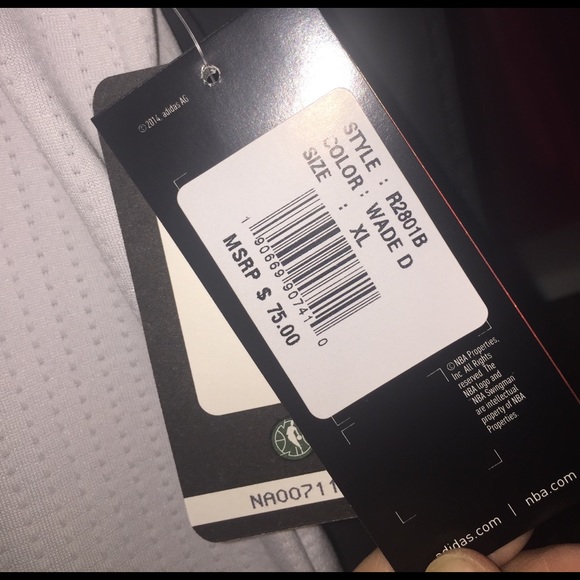 © 2014, adidas AG
STYLE : R2801B
COLOR : WADE D
SIZE : XL
1 90669 90741 0
MSRP $ 75.00
© NBA Properties,
Inc. All Rights
reserved. The
NBA logo and
NBA Swingman
are intellectual
property of NBA
Properties.
adidas.com | nba.com
NA00711